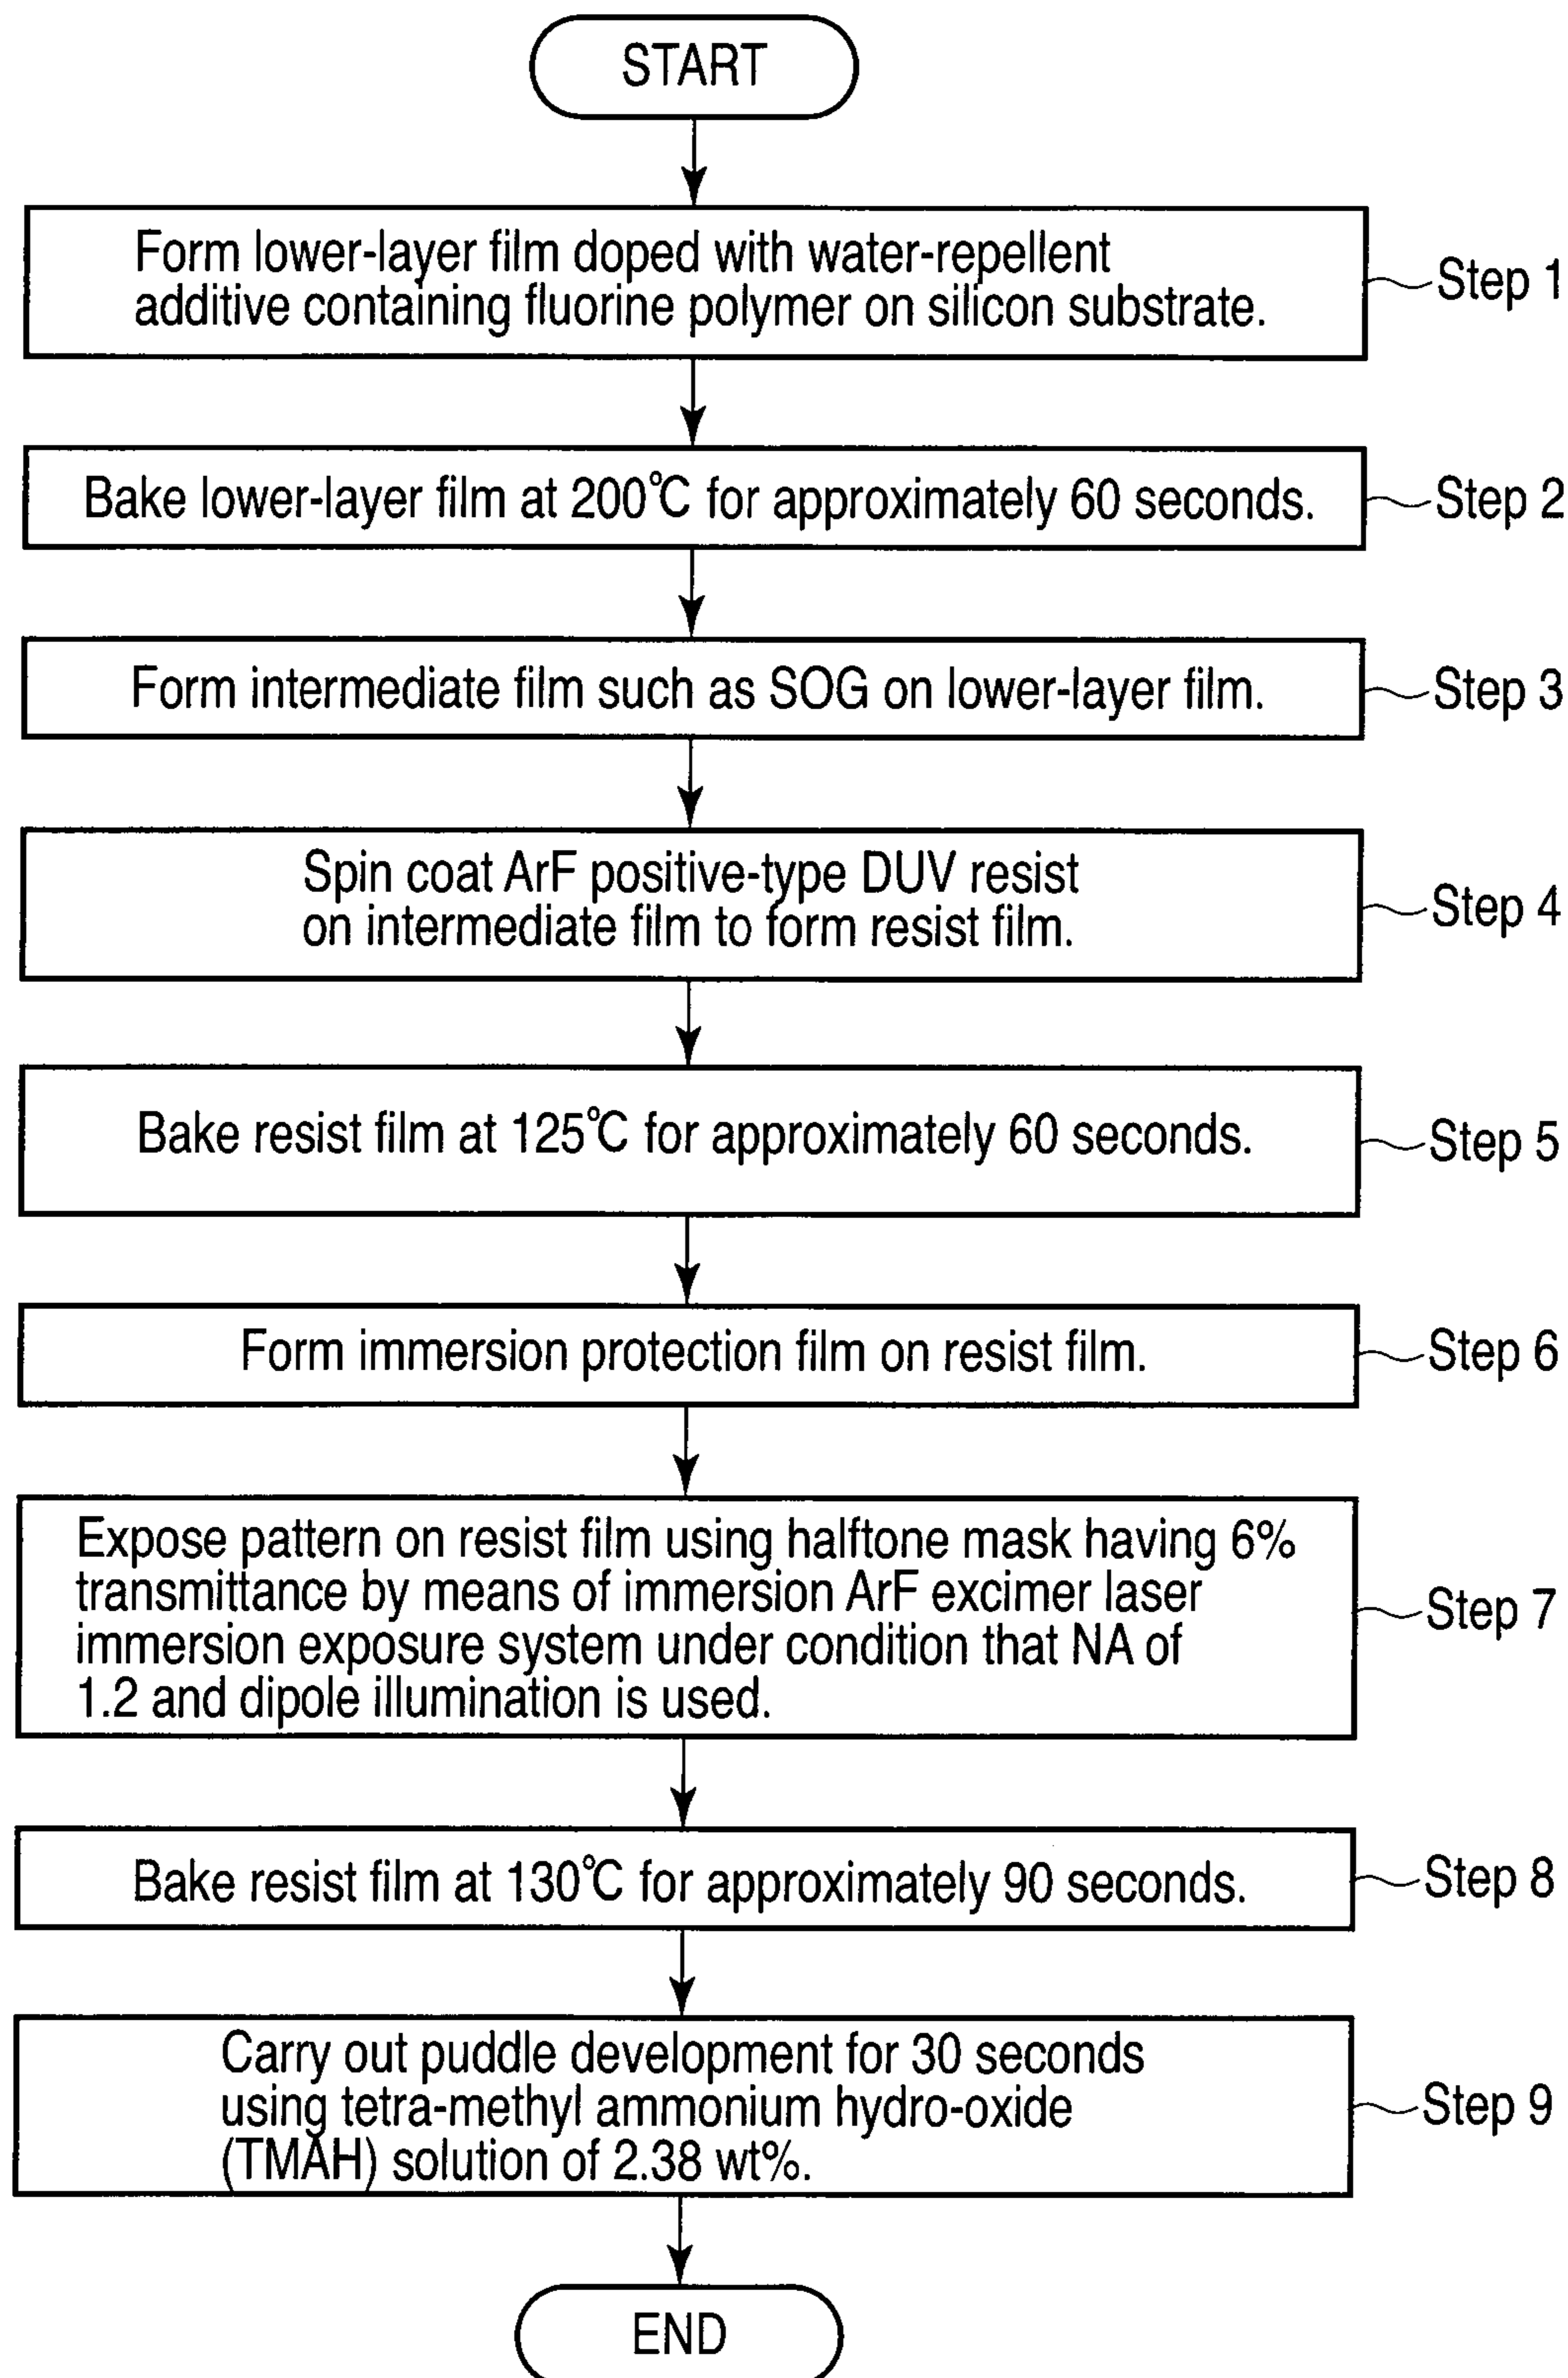 START
Form lower-layer film doped with water-repellent
additive containing fluorine polymer on silicon substrate.
Step 1
Bake lower-layer film at 200℃ for approximately 60 seconds.
Step 2
Form intermediate film such as SOG on lower-layer film.
Step 3
Spin coat ArF positive-type DUV resist
on intermediate film to form resist film.
Step 4
Bake resist film at 125℃ for approximately 60 seconds.
Step 5
Form immersion protection film on resist film.
Step 6
Expose pattern on resist film using halftone mask having 6%
transmittance by means of immersion ArF excimer laser
immersion exposure system under condition that NA of
1.2 and dipole illumination is used.
Step 7
Bake resist film at 130℃ for approximately 90 seconds.
Step 8
Carry out puddle development for 30 seconds
using tetra-methyl ammonium hydro-oxide
(TMAH) solution of 2.38 wt%.
Step 9
END